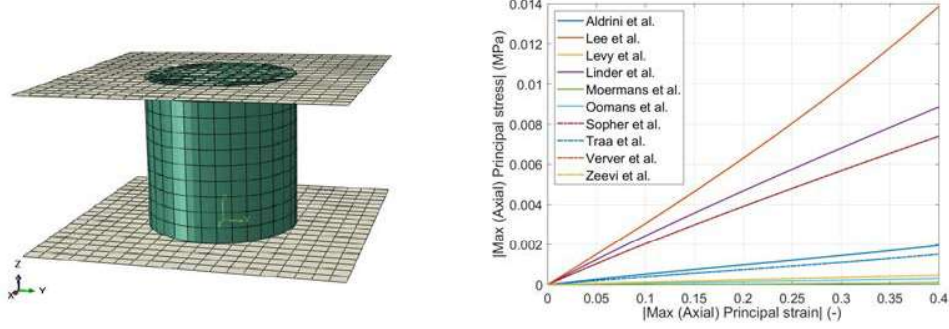 Z
X
Y
|Max (Axial) Principal stress| (MPa)
0.014
0.012
0.01
0.008
0.006
0.004
0.002
0
Aldrini et al.
Lee et al.
Levy et al.
Linder et al.
Moermans et al.
Oomans et al.
Sopher et al.
Traa et al.
Verver et al.
Zeevi et al.
0 0.05 0.1 0.15 0.2 0.25 0.3 0.35 0.4
|Max (Axial) Principal strain| (-)